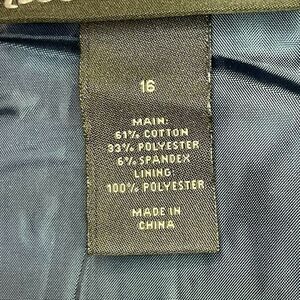 16
MAIN:
61% COTTON
33% POLYESTER
6% SPANDEX
LINING:
100% POLYESTER
MADE IN
CHINA